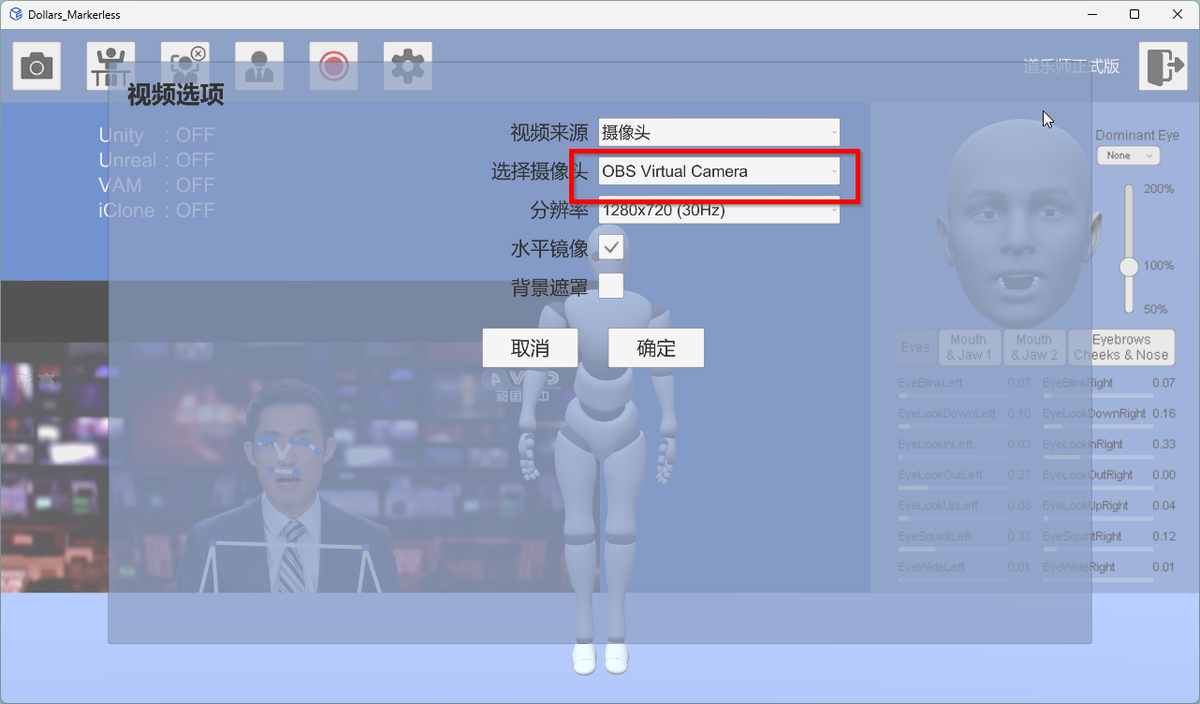 Dollars_Markerless
道乐师正式版
视频选项
Unity : OFF
Unreal : OFF
VAM : OFF
iClone : OFF
视频来源 摄像头
选择摄像头 OBS Virtual Camera
分辨率 1280x720 (30Hz)
水平镜像
背景遮罩
取消 确定
Dominant Eye
None
200%
100%
50%
Eyes
Mouth & Jaw 1
Mouth & Jaw 2
Eyebrows Cheeks & Nose
EyeBlinkLeft 0.07 EyeBlinkRight 0.07
EyeLookDownLeft 0.10 EyeLookDownRight 0.16
EyeLookInLeft 0.03 EyeLookInRight 0.33
EyeLookOutLeft 0.27 EyeLookOutRight 0.00
EyeLookUpLeft 0.08 EyeLookUpRight 0.04
EyeSquintLeft 0.33 EyeSquintRight 0.12
EyeWideLeft 0.01 EyeWideRight 0.01